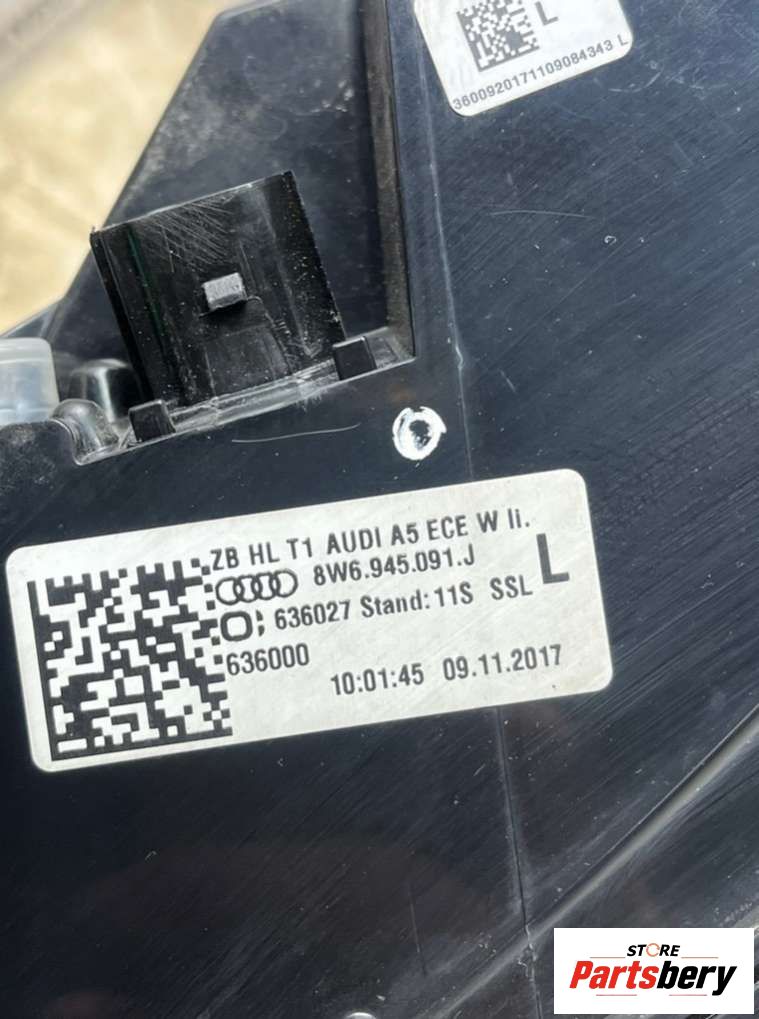 L
3600920171109084343 L
ZB HL T1 AUDI A5 ECE W li.
8W6.945.091.J
L
636027 Stand: 11S SSL
636000
10:01:45 09.11.2017
STORE
Partsbery